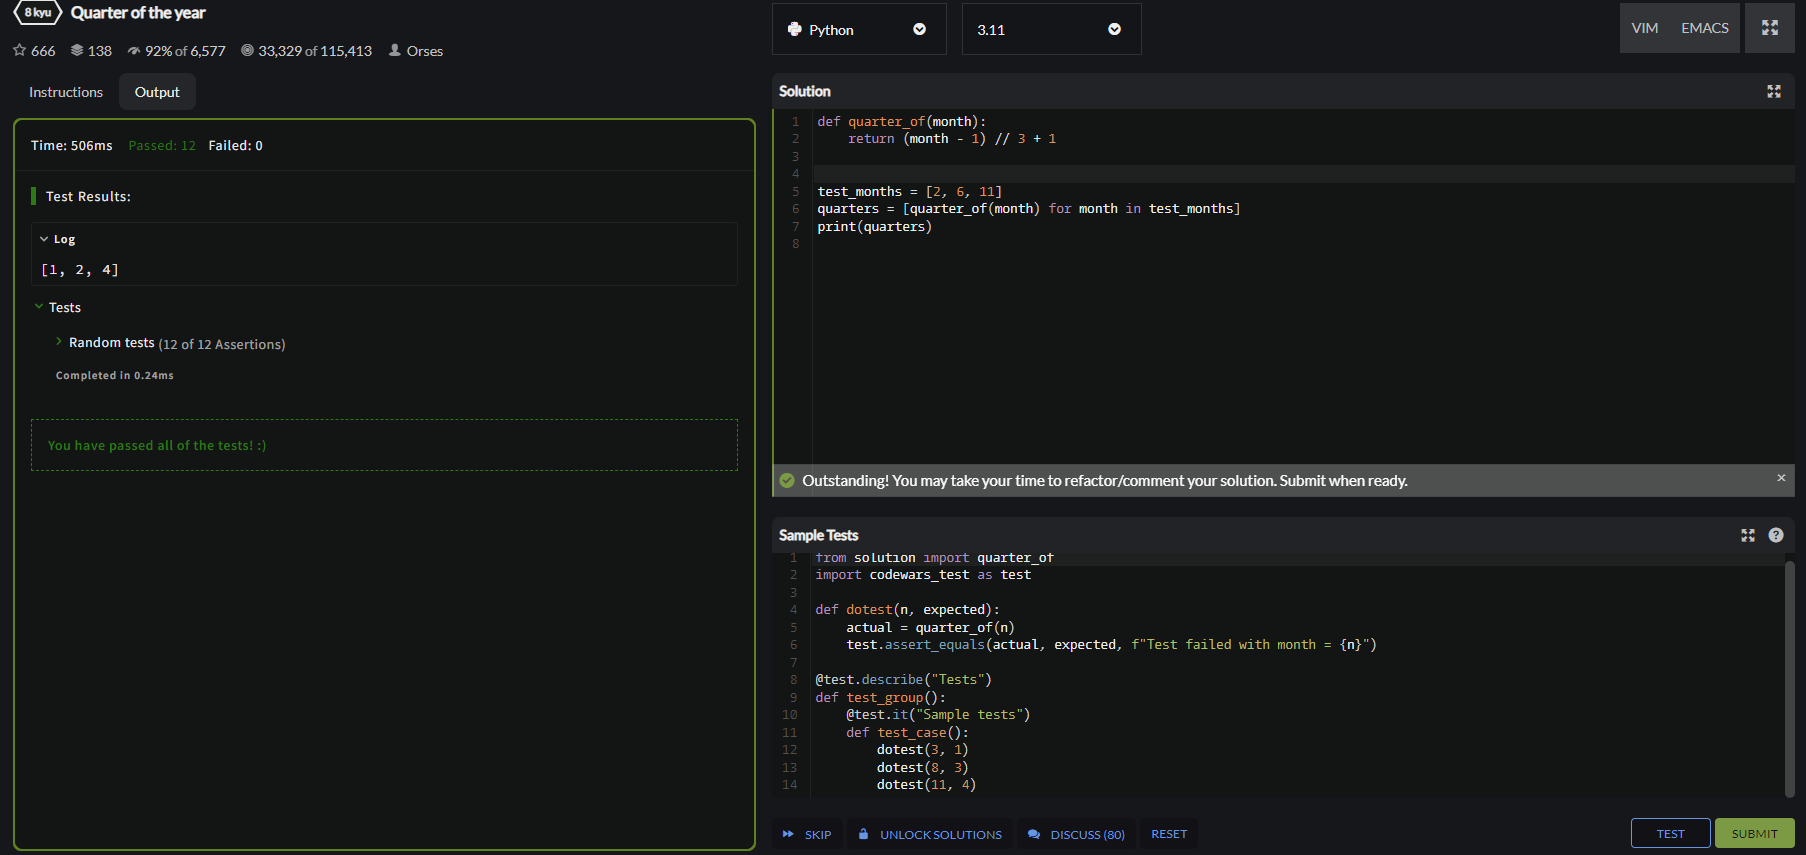 8 kyu Quarter of the year
666 138 92% of 6,577 33,329 of 115,413 Orses
Instructions Output
Time: 506ms Passed: 12 Failed: 0
Test Results:
Log
[1, 2, 4]
Tests
Random tests (12 of 12 Assertions)
Completed in 0.24ms
You have passed all of the tests! :)
Python 3.11 VIM EMACS
Solution
1 def quarter_of(month):
2     return (month - 1) // 3 + 1
3
4
5 test_months = [2, 6, 11]
6 quarters = [quarter_of(month) for month in test_months]
7 print(quarters)
8
Outstanding! You may take your time to refactor/comment your solution. Submit when ready. ×
Sample Tests ?
1 from solution import quarter_of
2 import codewars_test as test
3
4 def dotest(n, expected):
5     actual = quarter_of(n)
6     test.assert_equals(actual, expected, f"Test failed with month = {n}")
7
8 @test.describe("Tests")
9 def test_group():
10     @test.it("Sample tests")
11     def test_case():
12         dotest(3, 1)
13         dotest(8, 3)
14         dotest(11, 4)
SKIP UNLOCK SOLUTIONS DISCUSS (80) RESET TEST SUBMIT